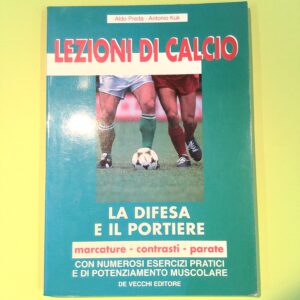 Aldo Preda - Antonio Kuk
LEZIONI DI CALCIO
LA DIFESA
E IL PORTIERE
marcature - contrasti - parate
CON NUMEROSI ESERCIZI PRATICI
E DI POTENZIAMENTO MUSCOLARE
DE VECCHI EDITORE